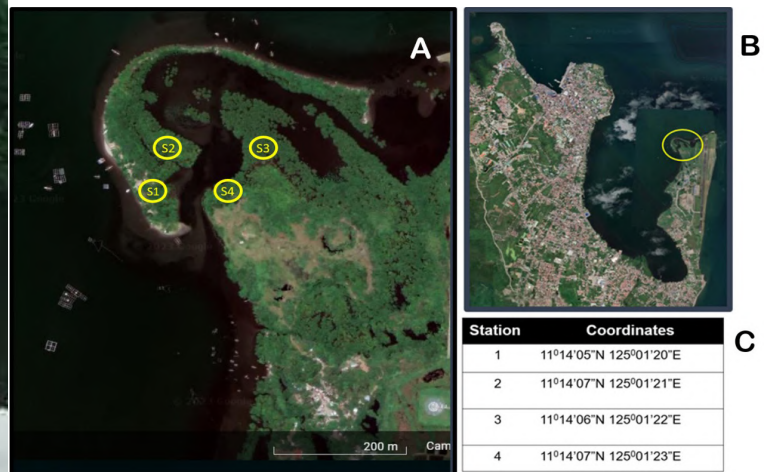 A
B
S2
S3
S1
S4
200 m
Cam
Station Coordinates
1 11⁰14’05”N 125⁰01’20”E
2 11⁰14’07”N 125⁰01’21”E
3 11⁰14’06”N 125⁰01’22”E
4 11⁰14’07”N 125⁰01’23”E
C